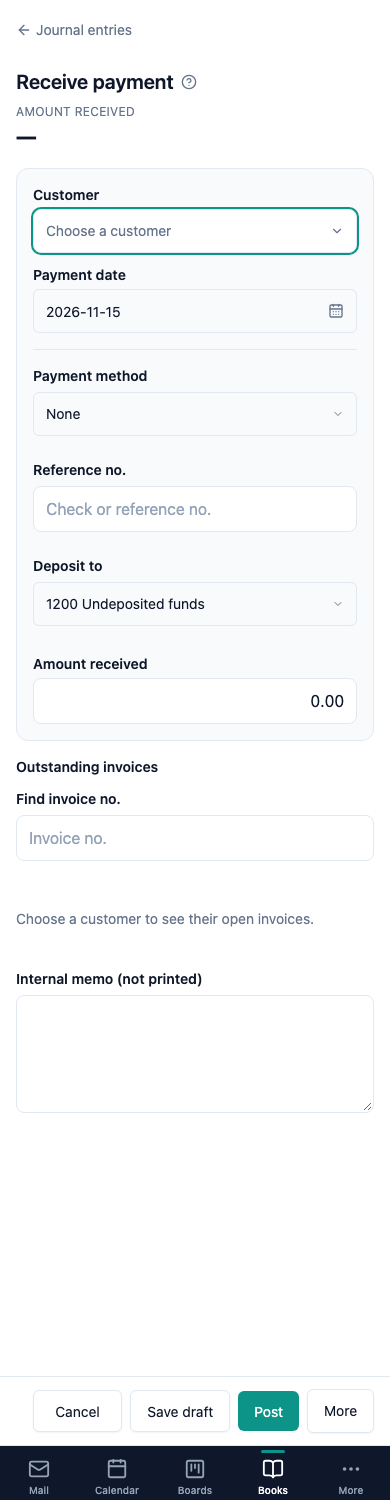 Journal entries
Receive payment
AMOUNT RECEIVED
—
Customer
Choose a customer
Payment date
2026-11-15
Payment method
None
Reference no.
Check or reference no.
Deposit to
1200 Undeposited funds
Amount received
0.00
Outstanding invoices
Find invoice no.
Invoice no.
Choose a customer to see their open invoices.
Internal memo (not printed)
Cancel Save draft Post More
Mail Calendar Boards Books More